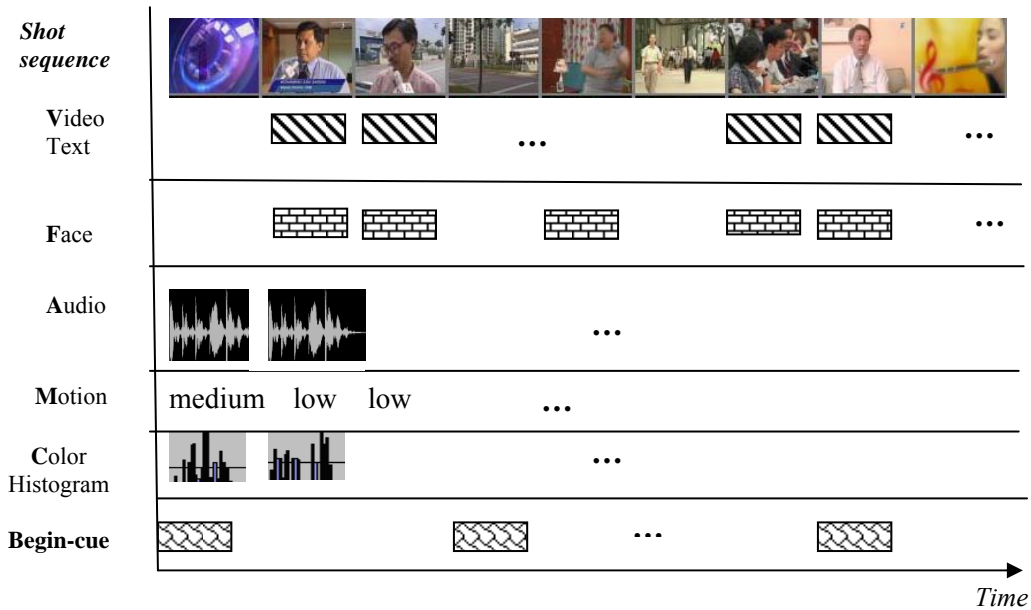 Shot
sequence
Video
Text
...
...
Face
...
Audio
...
Motion
medium low low
...
Color
Histogram
...
Begin-cue
...
Time